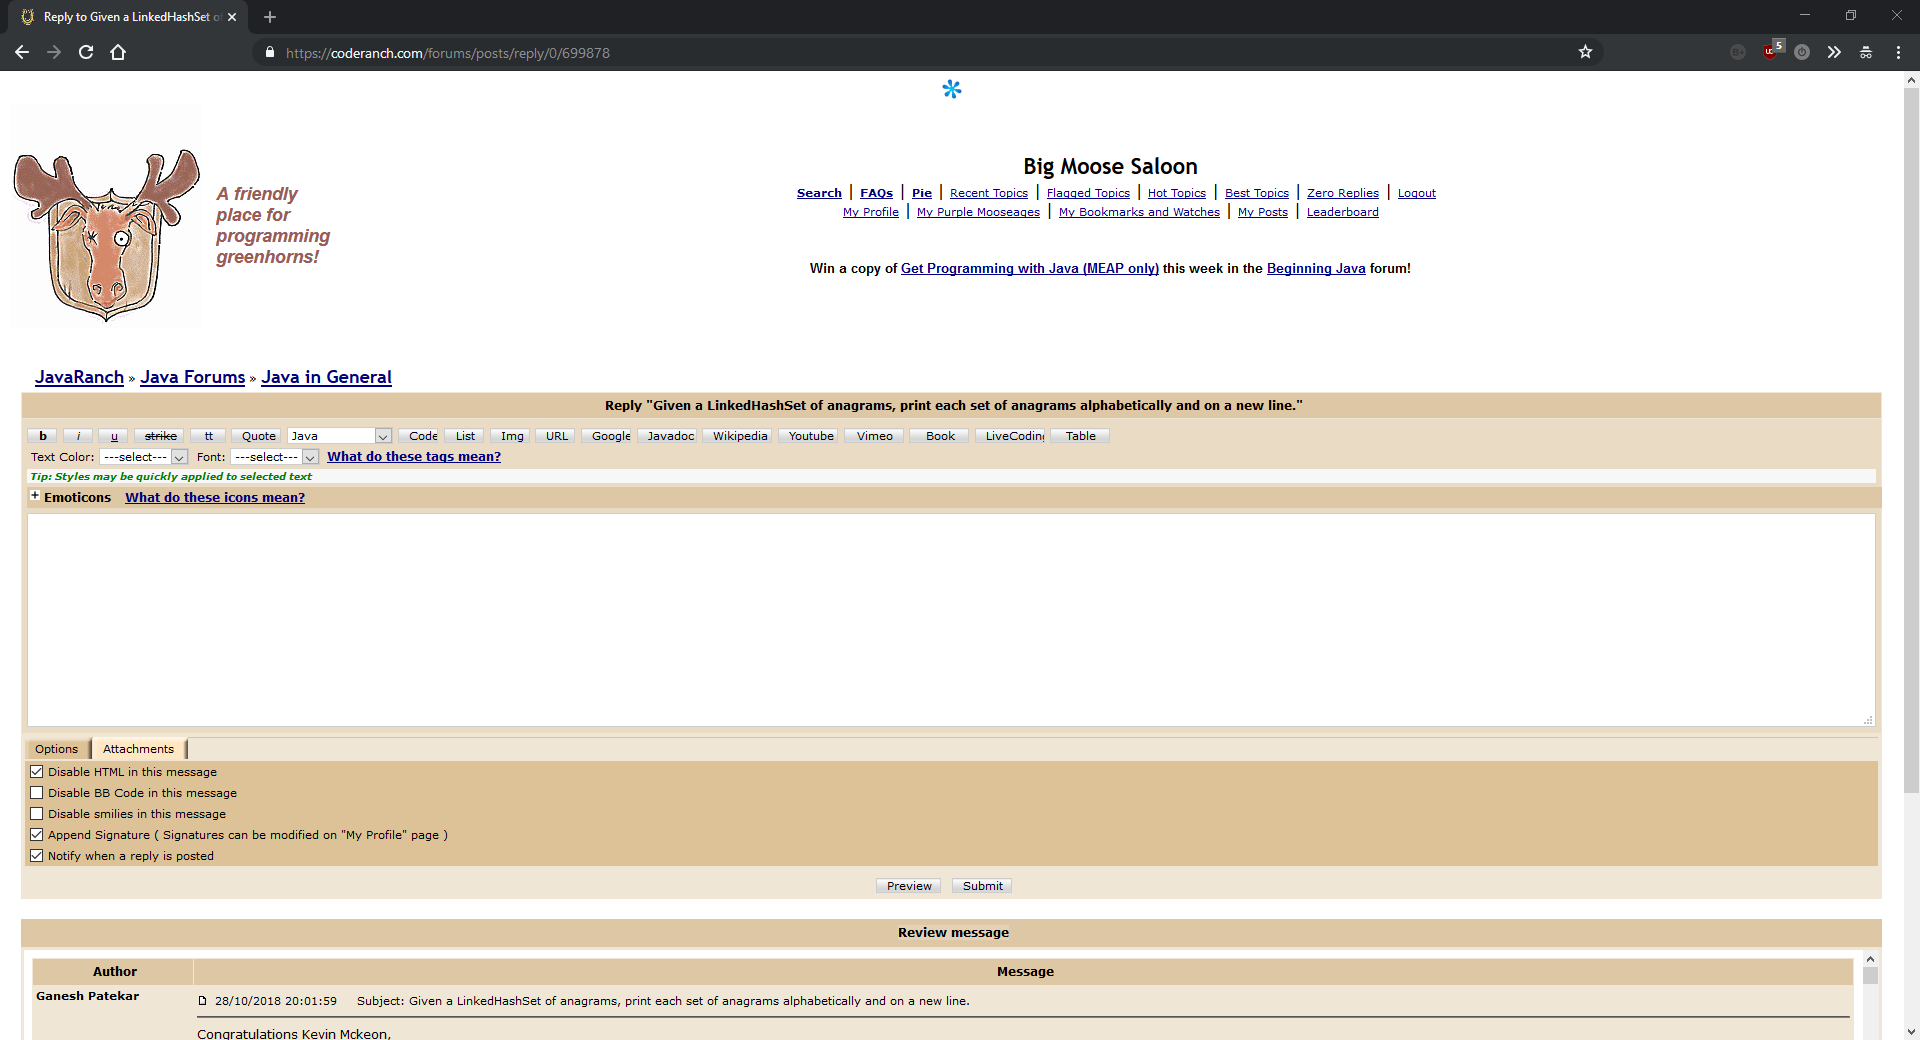 Reply to Given a LinkedHashSet of
https://coderanch.com/forums/posts/reply/0/699878
5
A friendly
place for
programming
greenhorns!
Big Moose Saloon
Search | FAQs | Pie | Recent Topics | Flagged Topics | Hot Topics | Best Topics | Zero Replies | Logout
My Profile | My Purple Mooseages | My Bookmarks and Watches | My Posts | Leaderboard
Win a copy of Get Programming with Java (MEAP only) this week in the Beginning Java forum!
JavaRanch » Java Forums » Java in General
Reply "Given a LinkedHashSet of anagrams, print each set of anagrams alphabetically and on a new line."
b i u strike tt Quote Java Code List Img URL Google Javadoc Wikipedia Youtube Vimeo Book LiveCoding Table
Text Color: ---select--- Font: ---select--- What do these tags mean?
Tip: Styles may be quickly applied to selected text
+ Emoticons What do these icons mean?
Options Attachments
Disable HTML in this message
Disable BB Code in this message
Disable smilies in this message
Append Signature ( Signatures can be modified on "My Profile" page )
Notify when a reply is posted
Preview Submit
Review message
Author Message
Ganesh Patekar 28/10/2018 20:01:59 Subject: Given a LinkedHashSet of anagrams, print each set of anagrams alphabetically and on a new line.
Congratulations Kevin Mckeon,